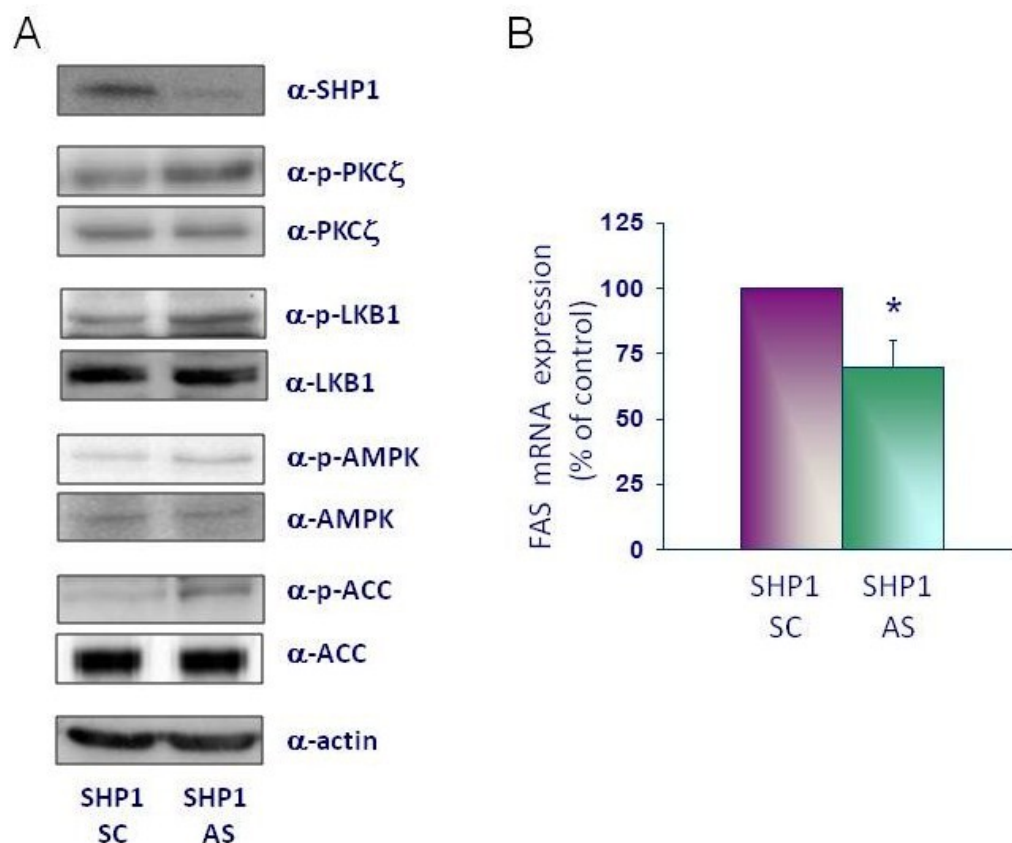 A
α-SHP1
α-p-PKCζ
α-PKCζ
α-p-LKB1
α-LKB1
α-p-AMPK
α-AMPK
α-p-ACC
α-ACC
α-actin
SHP1 SHP1
SC AS
B
FAS mRNA expression
(% of control)
125
100
75
50
25
0
*
SHP1 SHP1
SC AS